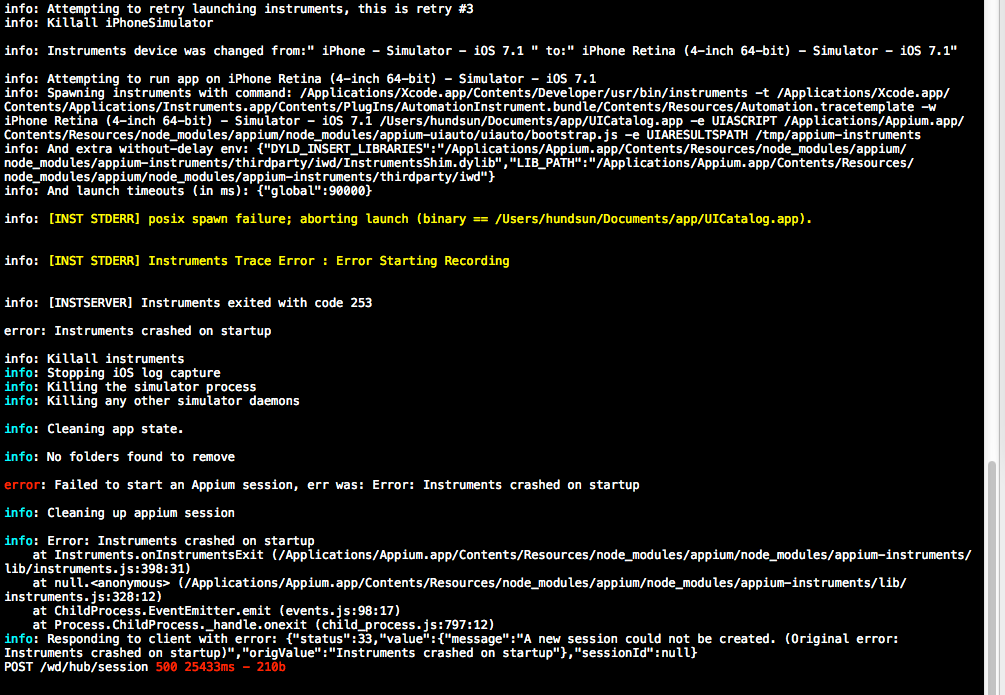 info: Attempting to retry launching instruments, this is retry #3
info: Killall iPhoneSimulator
info: Instruments device was changed from:" iPhone - Simulator - iOS 7.1 " to:" iPhone Retina (4-inch 64-bit) - Simulator - iOS 7.1"
info: Attempting to run app on iPhone Retina (4-inch 64-bit) - Simulator - iOS 7.1
info: Spawning instruments with command: /Applications/Xcode.app/Contents/Developer/usr/bin/instruments -t /Applications/Xcode.app/
Contents/Applications/Instruments.app/Contents/PlugIns/AutomationInstrument.bundle/Contents/Resources/Automation.tracetemplate -w
iPhone Retina (4-inch 64-bit) - Simulator - iOS 7.1 /Users/hundsun/Documents/app/UICatalog.app -e UIASCRIPT /Applications/Appium.app/
Contents/Resources/node_modules/appium/node_modules/appium-uiauto/uiauto/bootstrap.js -e UIARESULTSPATH /tmp/appium-instruments
info: And extra without-delay env: {"DYLD_INSERT_LIBRARIES":"/Applications/Appium.app/Contents/Resources/node_modules/appium/
node_modules/appium-instruments/thirdparty/iwd/InstrumentsShim.dylib","LIB_PATH":"/Applications/Appium.app/Contents/Resources/
node_modules/appium/node_modules/appium-instruments/thirdparty/iwd"}
info: And launch timeouts (in ms): {"global":90000}
info: [INST STDERR] posix spawn failure; aborting launch (binary == /Users/hundsun/Documents/app/UICatalog.app).
info: [INST STDERR] Instruments Trace Error : Error Starting Recording
info: [INSTSERVER] Instruments exited with code 253
error: Instruments crashed on startup
info: Killall instruments
info: Stopping iOS log capture
info: Killing the simulator process
info: Killing any other simulator daemons
info: Cleaning app state.
info: No folders found to remove
error: Failed to start an Appium session, err was: Error: Instruments crashed on startup
info: Cleaning up appium session
info: Error: Instruments crashed on startup
at Instruments.onInstrumentsExit (/Applications/Appium.app/Contents/Resources/node_modules/appium/node_modules/appium-instruments/
lib/instruments.js:398:31)
at null.<anonymous> (/Applications/Appium.app/Contents/Resources/node_modules/appium/node_modules/appium-instruments/lib/
instruments.js:328:12)
at ChildProcess.EventEmitter.emit (events.js:98:17)
at Process.ChildProcess._handle.onexit (child_process.js:797:12)
info: Responding to client with error: {"status":33,"value":{"message":"A new session could not be created. (Original error:
Instruments crashed on startup)","origValue":"Instruments crashed on startup"},"sessionId":null}
POST /wd/hub/session 500 25433ms - 210b